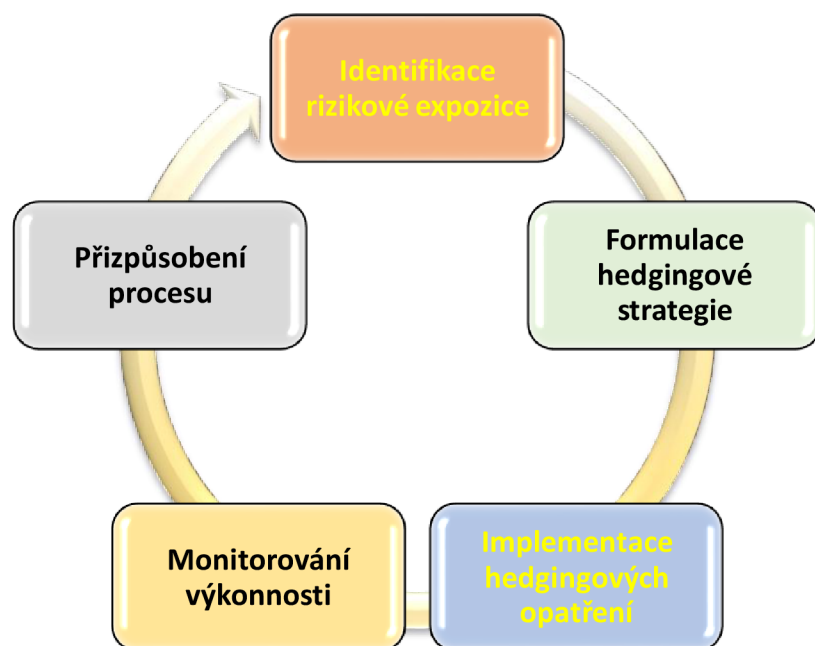 Identifikace
rizikové expozice
Formulace
hedgingové
strategie
Implementace
hedgingových
opatření
Monitorování
výkonnosti
Přizpůsobení
procesu